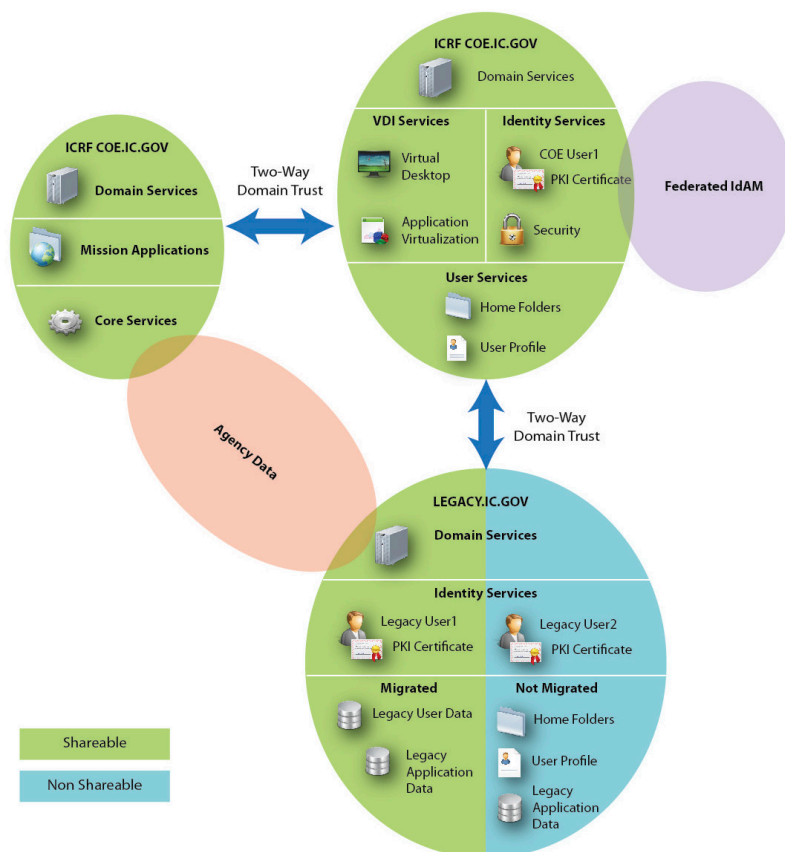 ICRF COE.IC.GOV
Domain Services
VDI Services
Identity Services
Virtual
Desktop
COE User1
PKI Certificate
Application
Virtualization
Security
User Services
Home Folders
User Profile
ICRF COE.IC.GOV
Domain Services
Mission Applications
Core Services
Two-Way
Domain Trust
Federated IdAM
Agency Data
Two-Way
Domain Trust
LEGACY.IC.GOV
Domain Services
Identity Services
Legacy User1
PKI Certificate
Legacy User2
PKI Certificate
Migrated
Legacy User Data
Legacy
Application
Data
Not Migrated
Home Folders
User Profile
Legacy
Application
Data
Shareable
Non Shareable